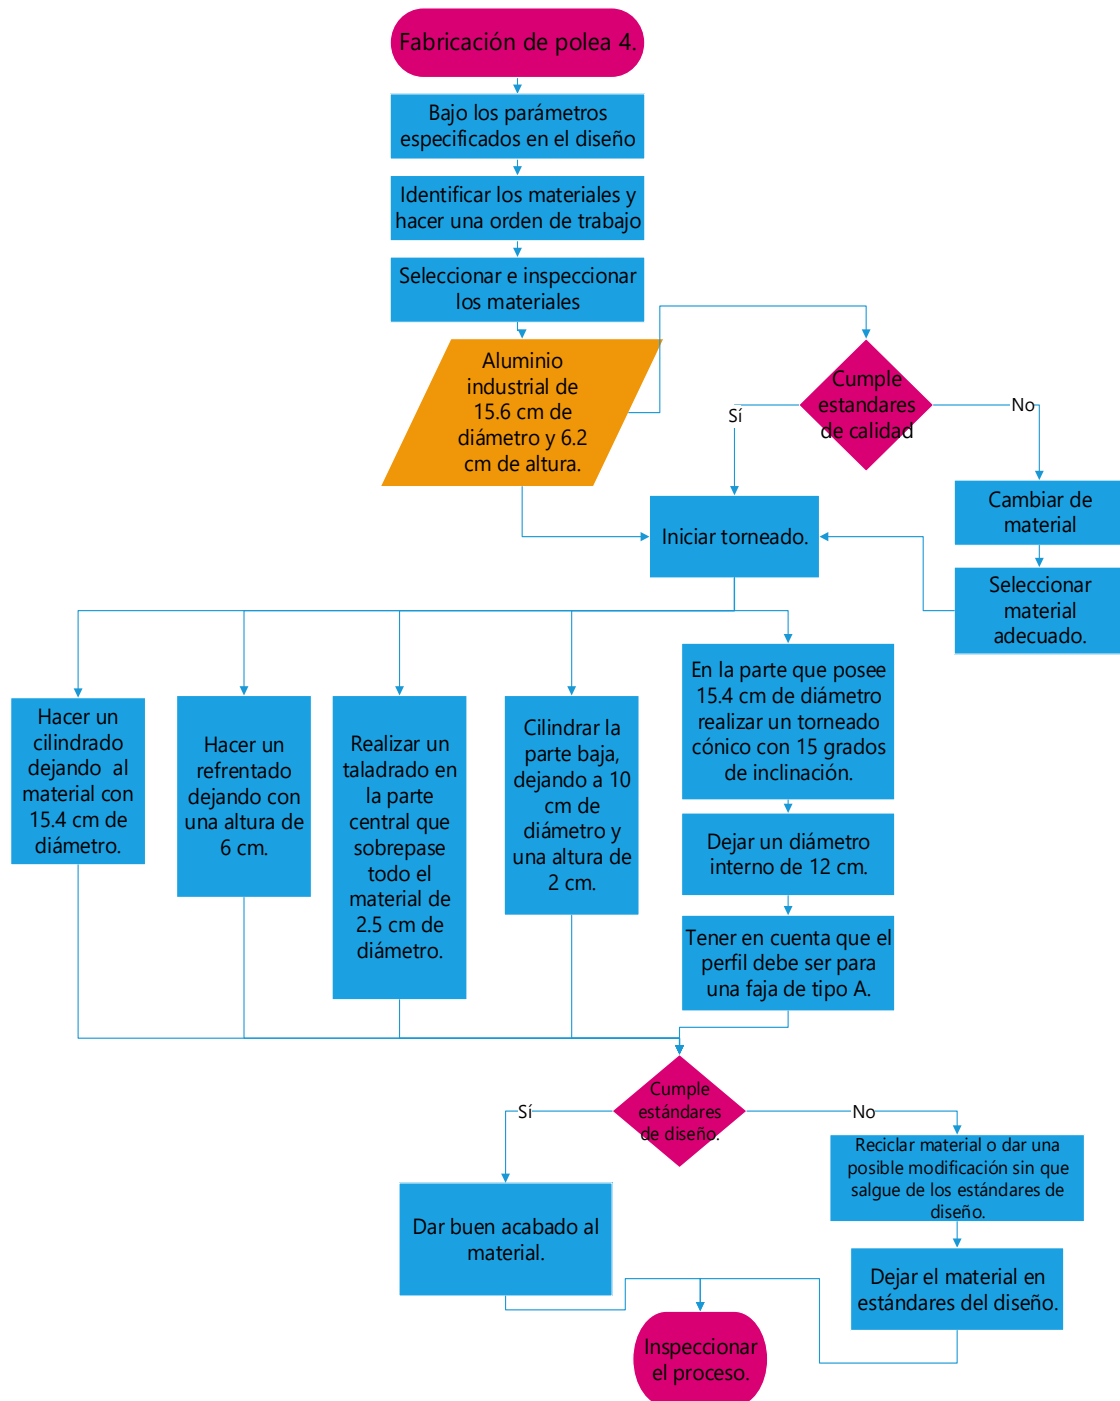 Fabricación de polea 4.
Bajo los parámetros
especificados en el diseño
Identificar los materiales y
hacer una orden de trabajo
Seleccionar e inspeccionar
los materiales
Aluminio
industrial de
15.6 cm de
diámetro y 6.2
cm de altura.
Cumple
estandares
de calidad
Sí
No
Cambiar de
material
Seleccionar
material
adecuado.
Iniciar torneado.
Hacer un
cilindrado
dejando al
material con
15.4 cm de
diámetro.
Hacer un
refrentado
dejando con
una altura de
6 cm.
Realizar un
taladrado en
la parte
central que
sobrepase
todo el
material de
2.5 cm de
diámetro.
Cilindrar la
parte baja,
dejando a 10
cm de
diámetro y
una altura de
2 cm.
En la parte que posee
15.4 cm de diámetro
realizar un torneado
cónico con 15 grados
de inclinación.
Dejar un diámetro
interno de 12 cm.
Tener en cuenta que el
perfil debe ser para
una faja de tipo A.
Cumple
estándares
de diseño.
Sí
No
Dar buen acabado al
material.
Reciclar material o dar una
posible modificación sin que
salgue de los estándares de
diseño.
Dejar el material en
estándares del diseño.
Inspeccionar
el proceso.